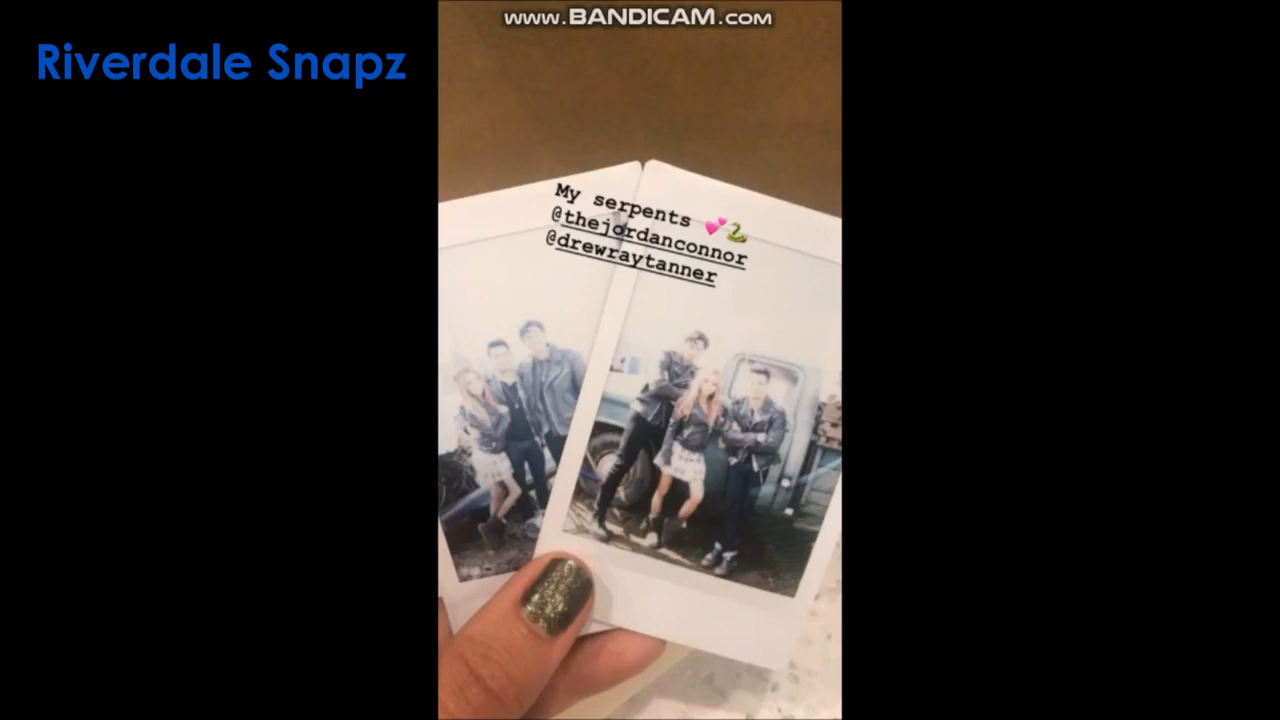 www.BANDICAM.com
Riverdale Snapz
My serpents 💕🐍
@thejordanconnor
@drewraytanner